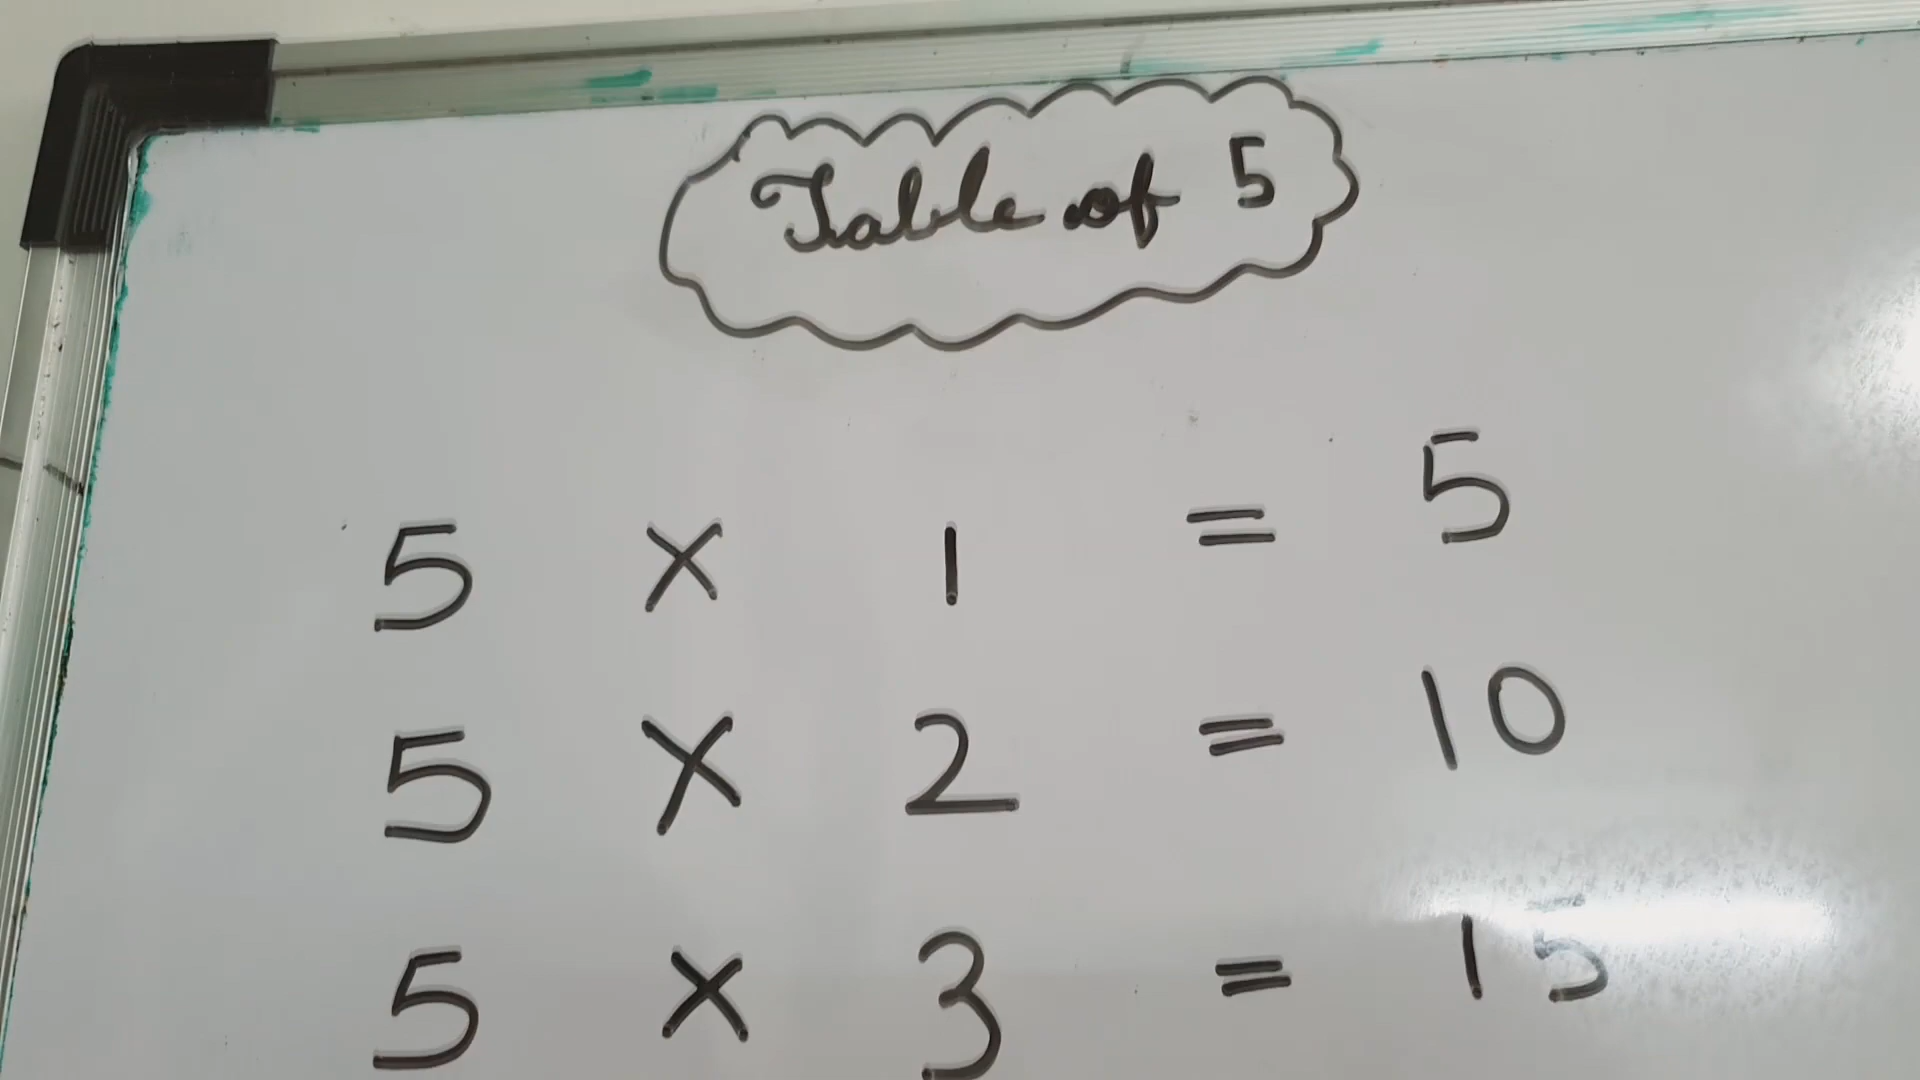 Table of 5
5 × 1 = 5
5 × 2 = 10
5 × 3 = 15